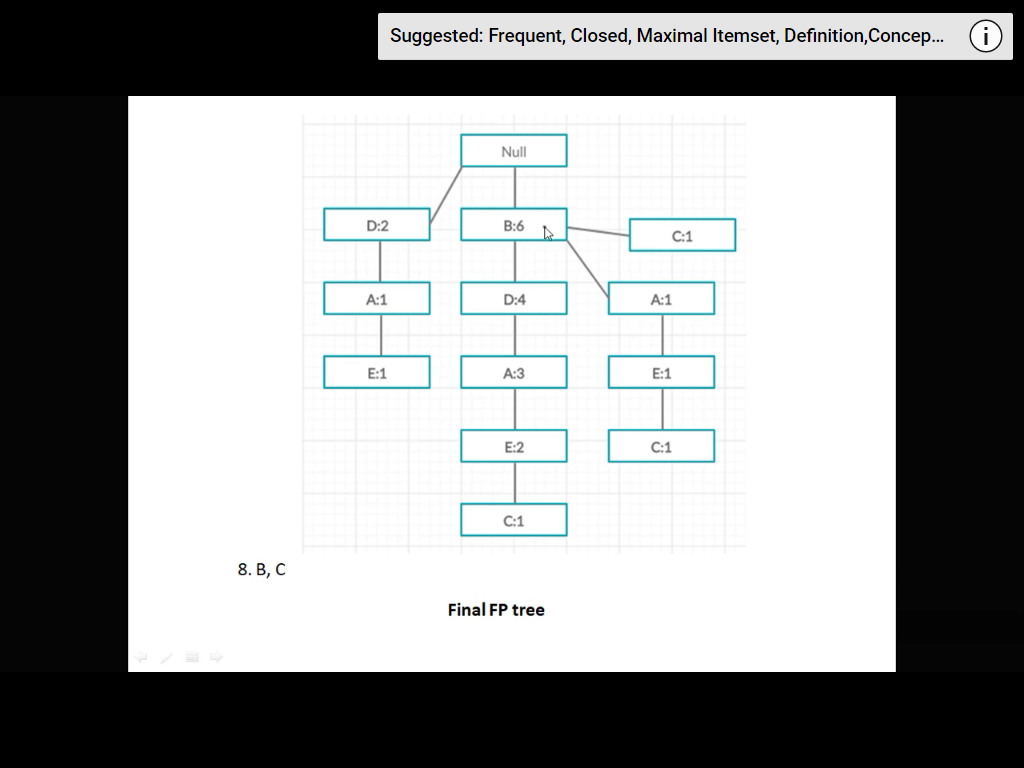 Suggested: Frequent, Closed, Maximal Itemset, Definition,Concep...
Null
D:2
B:6
C:1
A:1
D:4
A:1
E:1
A:3
E:1
E:2
C:1
C:1
8. B, C
Final FP tree